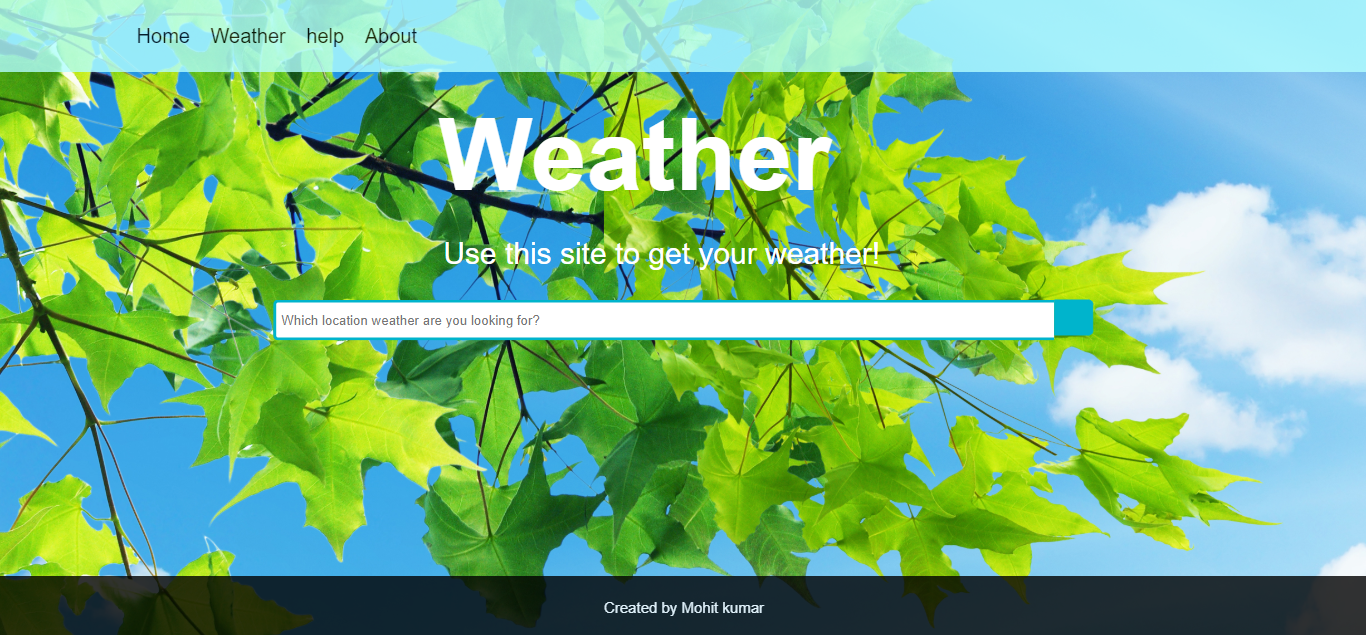 Home Weather help About
Weather
Use this site to get your weather!
Which location weather are you looking for?
Created by Mohit kumar